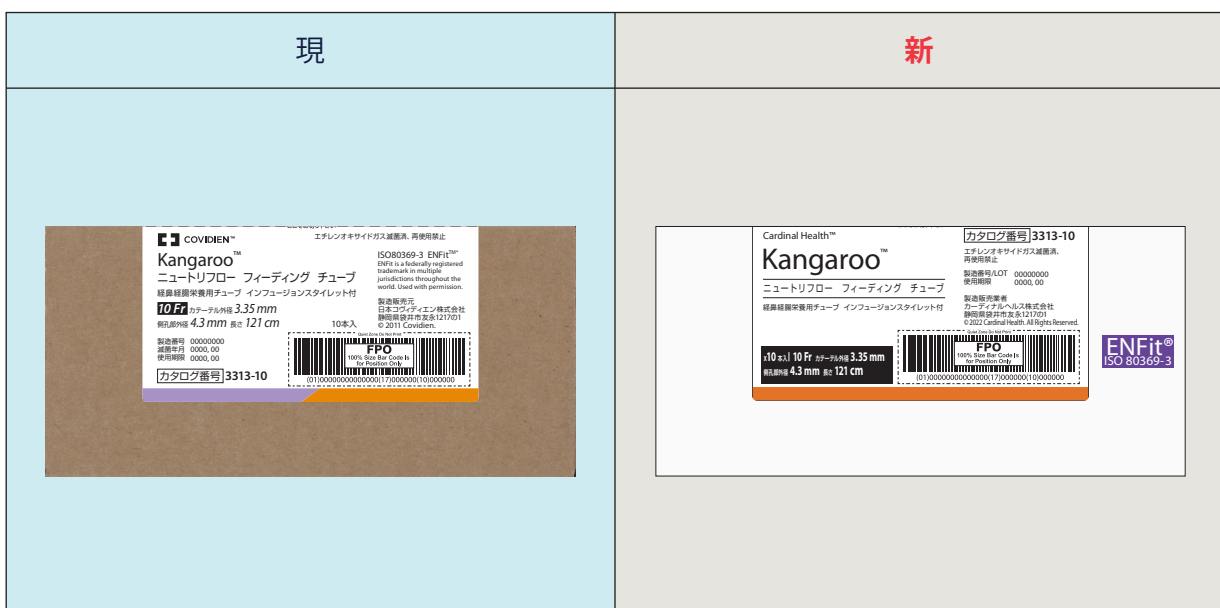 現
新
COVIDIEN™
エチレンオキサイドガス滅菌済、再使用禁止
Kangaroo™
ニュートリフロー フィーディング チューブ
経鼻経腸栄養用チューブ インフュージョンスタイレット付
10 Fr カテーテル外径 3.35 mm
側孔部外径 4.3 mm 長さ 121 cm
10本入
ISO80369-3 ENFit™*
ENFit is a federally registered
trademark in multiple
jurisdictions throughout the
world. Used with permission.
製造販売元
日本コヴィディエン株式会社
静岡県袋井市友永1217の1
© 2011 Covidien.
製造番号 00000000
滅菌年月 0000, 00
使用期限 0000, 00
カタログ番号 3313-10
Quiet Zone Do Not Print
FPO
100% Size Bar Code Is
for Position Only
(01)00000000000000(17)000000(10)000000
Cardinal Health™
Kangaroo™
ニュートリフロー フィーディング チューブ
経鼻経腸栄養用チューブ インフュージョンスタイレット付
カタログ番号 3313-10
エチレンオキサイドガス滅菌済、
再使用禁止
製造番号/LOT 00000000
使用期限 0000, 00
製造販売業者
カーディナルヘルス株式会社
静岡県袋井市友永1217の1
© 2022 Cardinal Health. All Rights Reserved.
x10 本入 | 10 Fr カテーテル外径 3.35 mm
側孔部外径 4.3 mm 長さ 121 cm
Quiet Zone Do Not Print
FPO
100% Size Bar Code Is
for Position Only
(01)00000000000000(17)000000(10)000000
ENFit®
ISO 80369-3